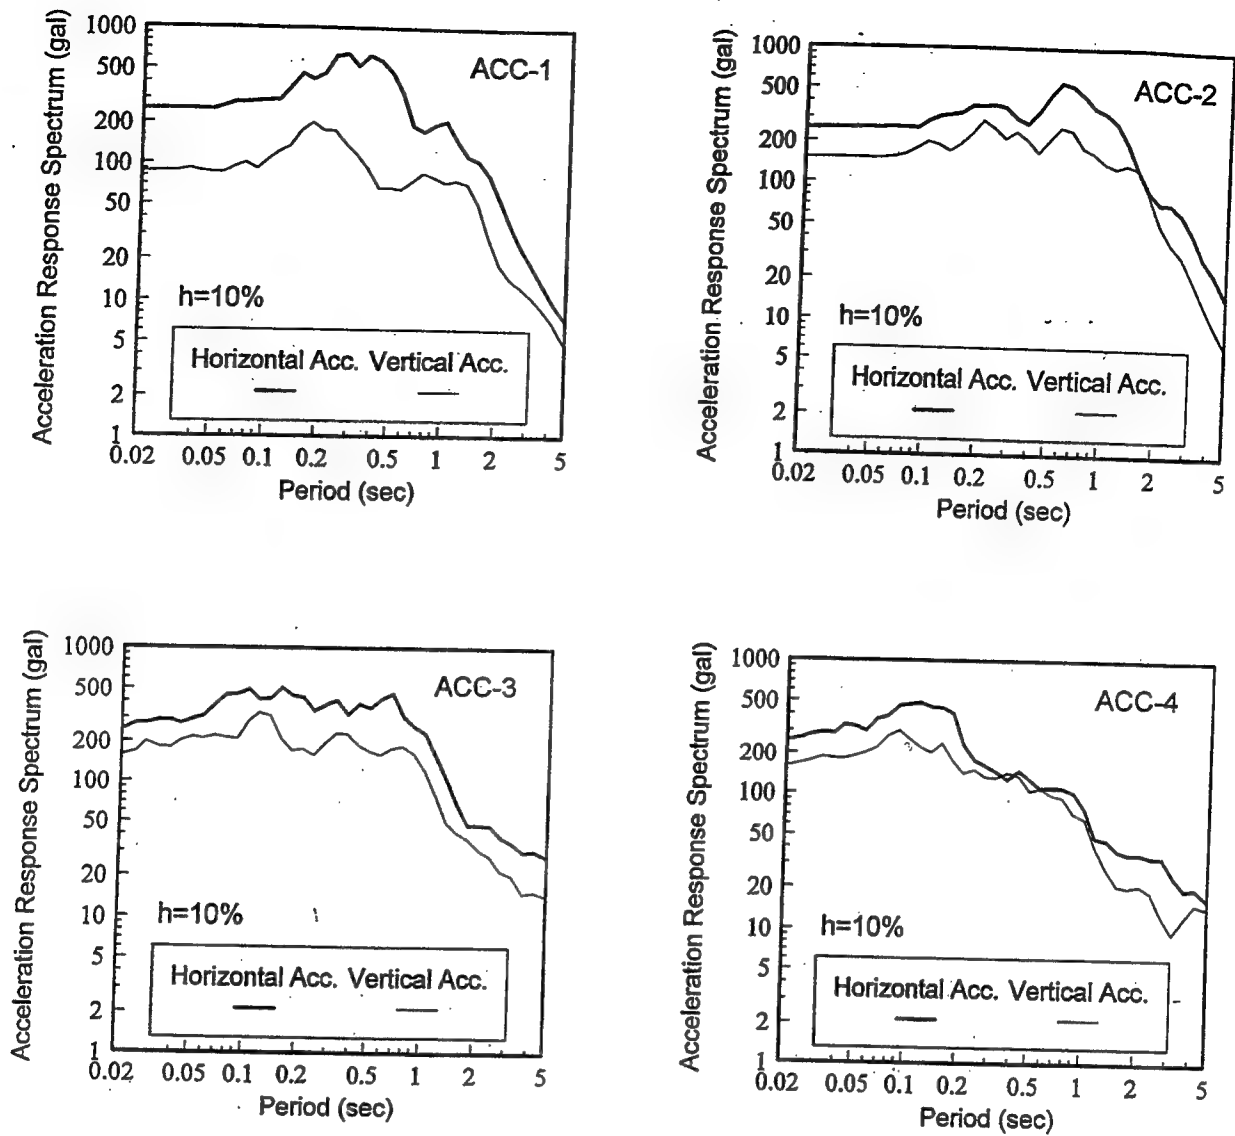 Acceleration Response Spectrum (gal)
1000
500
200
100
50
20
10
5
2
1
ACC-1
h=10%
Horizontal Acc. Vertical Acc.
0.02 0.05 0.1 0.2 0.5 1 2 5
Period (sec)
Acceleration Response Spectrum (gal)
1000
500
200
100
50
20
10
5
2
1
ACC-2
h=10%
Horizontal Acc. Vertical Acc.
0.02 0.05 0.1 0.2 0.5 1 2 5
Period (sec)
Acceleration Response Spectrum (gal)
1000
500
200
100
50
20
10
5
2
1
ACC-3
h=10%
Horizontal Acc. Vertical Acc.
0.02 0.05 0.1 0.2 0.5 1 2 5
Period (sec)
Acceleration Response Spectrum (gal)
1000
500
200
100
50
20
10
5
2
1
ACC-4
h=10%
Horizontal Acc. Vertical Acc.
0.02 0.05 0.1 0.2 0.5 1 2 5
Period (sec)